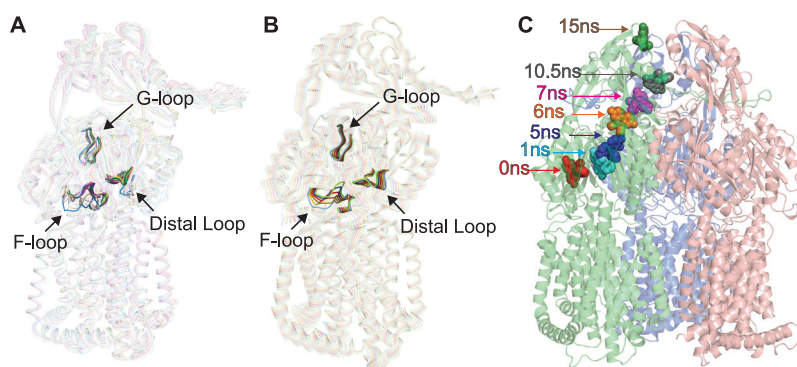 A
G-loop
F-loop
Distal Loop
B
G-loop
F-loop
Distal Loop
C
15ns
10.5ns
7ns
6ns
5ns
1ns
0ns